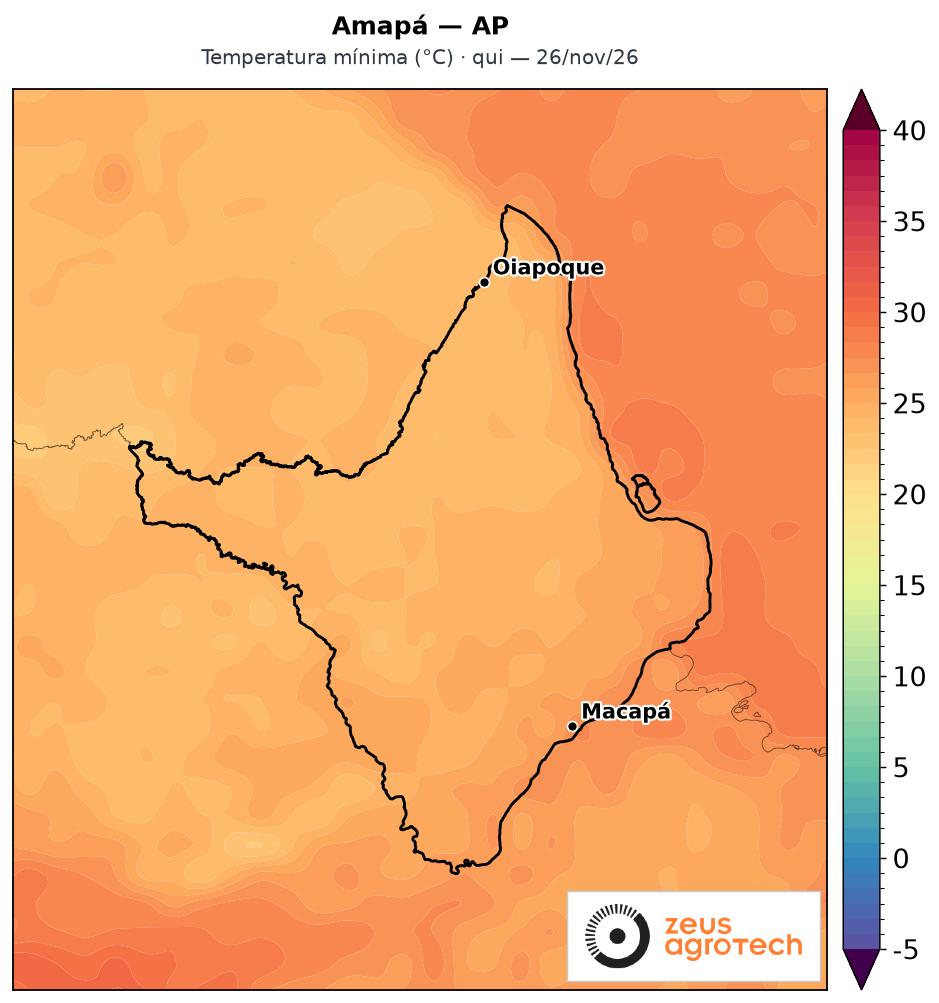 Amapá — AP
Temperatura mínima (°C) · qui — 26/nov/26
40
35
30
25
20
15
10
5
0
-5
Oiapoque
Macapá
zeus
agrotech